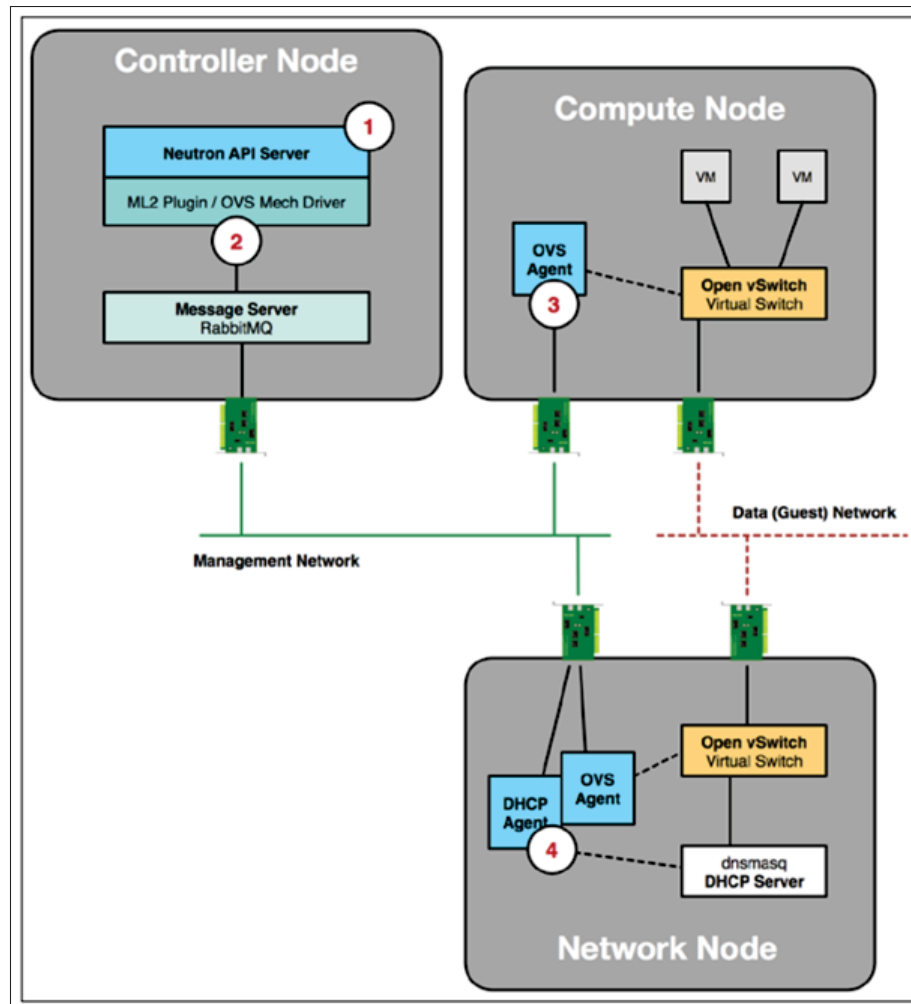 Controller Node
1
Neutron API Server
ML2 Plugin / OVS Mech Driver
2
Message Server
RabbitMQ
Compute Node
VM
VM
OVS
Agent
3
Open vSwitch
Virtual Switch
Data (Guest) Network
Management Network
Open vSwitch
Virtual Switch
OVS
Agent
DHCP
Agent
4
dnsmasq
DHCP Server
Network Node